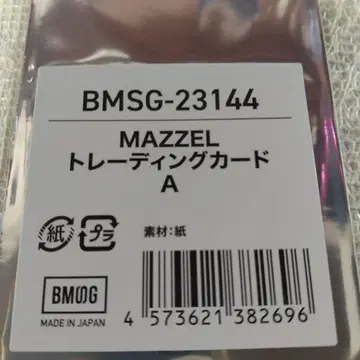 BMSG-23144
MAZZEL
トレーディングカード
A
紙 プラ
素材:紙
BMSG
MADE IN JAPAN
4 573621 382696